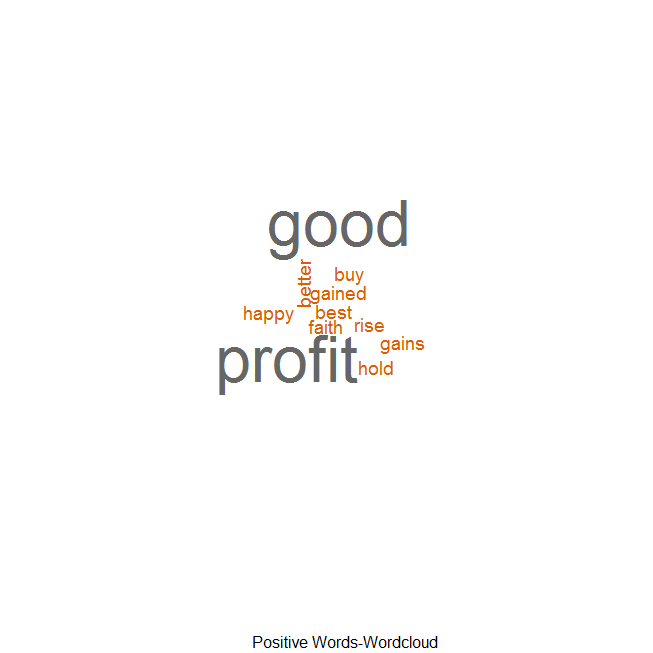 good
better
buy
gained
happy
best
faith
rise
gains
profit
hold
Positive Words-Wordcloud